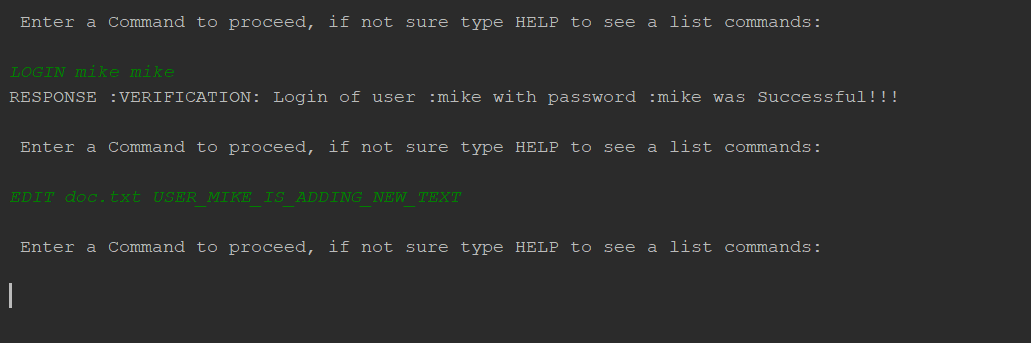 Enter a Command to proceed, if not sure type HELP to see a list commands:
LOGIN mike mike
RESPONSE :VERIFICATION: Login of user :mike with password :mike was Successful!!!
Enter a Command to proceed, if not sure type HELP to see a list commands:
EDIT doc.txt USER_MIKE_IS_ADDING_NEW_TEXT
Enter a Command to proceed, if not sure type HELP to see a list commands: